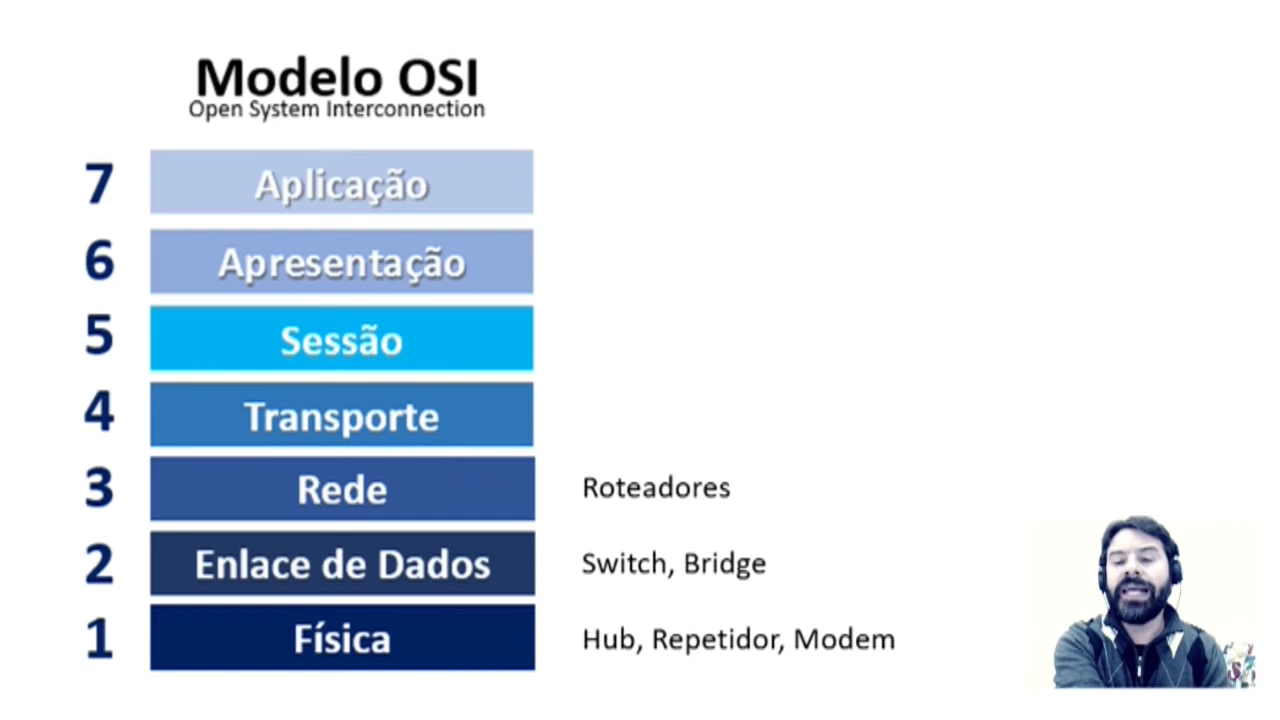 Modelo OSI
Open System Interconnection
7 Aplicação
6 Apresentação
5 Sessão
4 Transporte
3 Rede Roteadores
2 Enlace de Dados Switch, Bridge
1 Física Hub, Repetidor, Modem